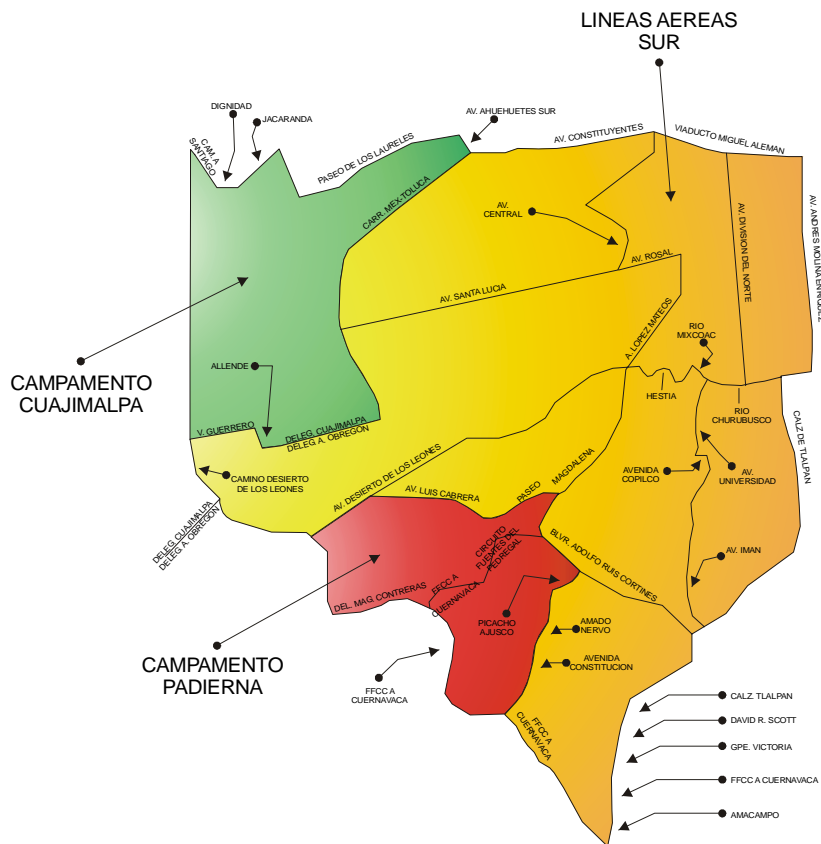 LINEAS AEREAS
SUR
DIGNIDAD
JACARANDA
AV. AHUEHUETES SUR
CAM. A
SANTIAGO
PASEO DE LOS LAURELES
AV. CONSTITUYENTES
VIADUCTO MIGUEL ALEMAN
CARR. MEX-TOLUCA
AV.
CENTRAL
AV. DIVISION DEL NORTE
AV. ANDRES MOLINA ENRIQUEZ
AV. ROSAL
AV. SANTA LUCIA
A. LOPEZ MATEOS
RIO
MIXCOAC
CAMPAMENTO
CUAJIMALPA
ALLENDE
HESTIA
RIO
CHURUBUSCO
CALZ DE TLALPAN
V. GUERRERO
DELEG. CUAJIMALPA
DELEG. A. OBREGON
CAMINO DESIERTO
DE LOS LEONES
AV. DESIERTO DE LOS LEONES
MAGDALENA
PASEO
AVENIDA
COPILCO
AV.
UNIVERSIDAD
AV. LUIS CABRERA
DELEG. CUAJIMALPA
DELEG. A. OBREGON
CIRCUITO
FUENTES DEL
PEDREGAL
BLVR. ADOLFO RUIS CORTINES
AV. IMAN
FFCC A
CUERNAVACA
DEL. MAG. CONTRERAS
PICACHO
AJUSCO
AMADO
NERVO
AVENIDA
CONSTITUCION
CAMPAMENTO
PADIERNA
FFCC A
CUERNAVACA
FFCC A
CUERNAVACA
CALZ. TLALPAN
DAVID R. SCOTT
GPE. VICTORIA
FFCC A CUERNAVACA
AMACAMPO